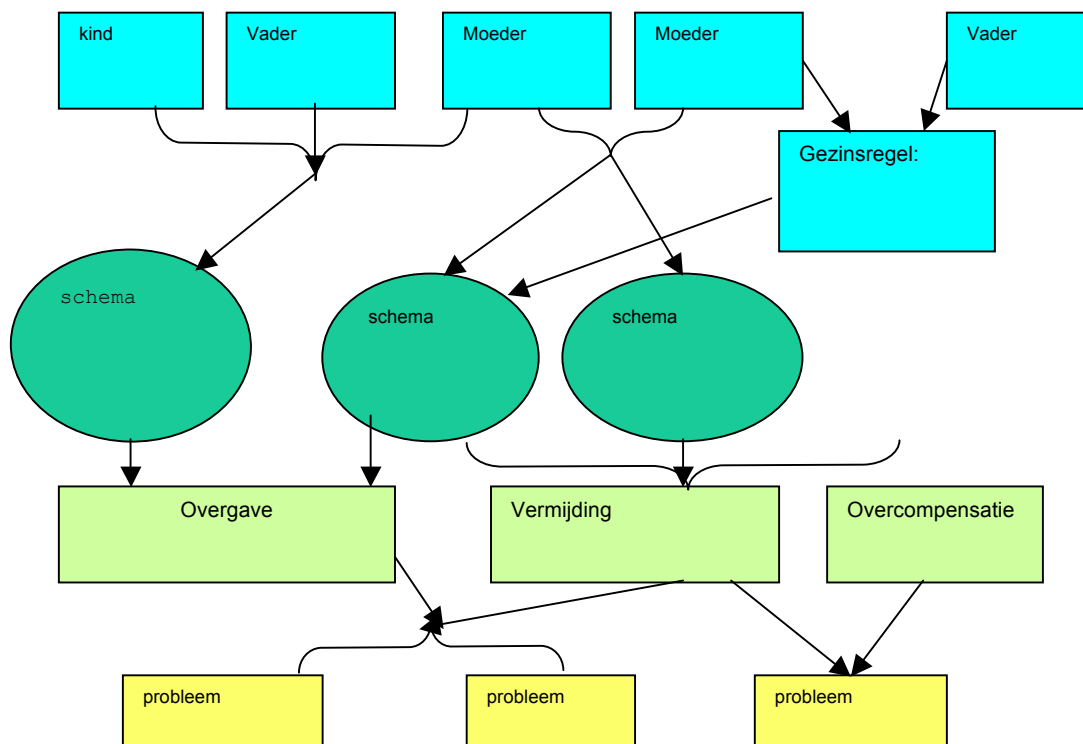 kind
Vader
Moeder
Moeder
Vader
Gezinsregel:
schema
schema
schema
Overgave
Vermijding
Overcompensatie
probleem
probleem
probleem